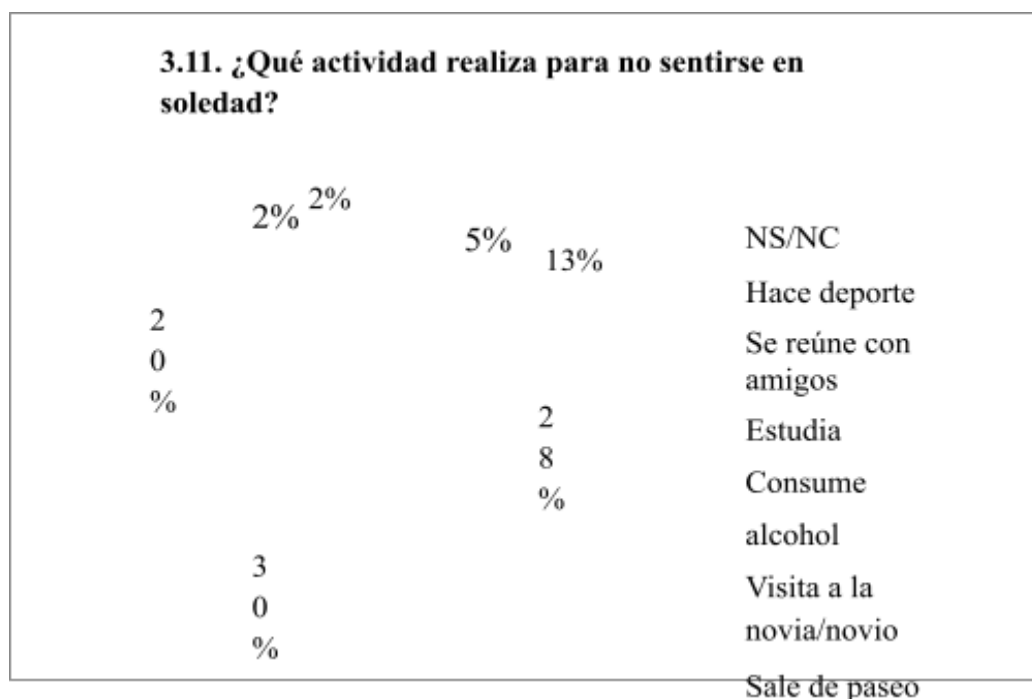 3.11. ¿Qué actividad realiza para no sentirse en
soledad?
2% 2%
5% 13%
NS/NC
Hace deporte
2
0
%
Se reúne con
amigos
2
8
%
Estudia
Consume
alcohol
3
0
%
Visita a la
novia/novio
Sale de paseo